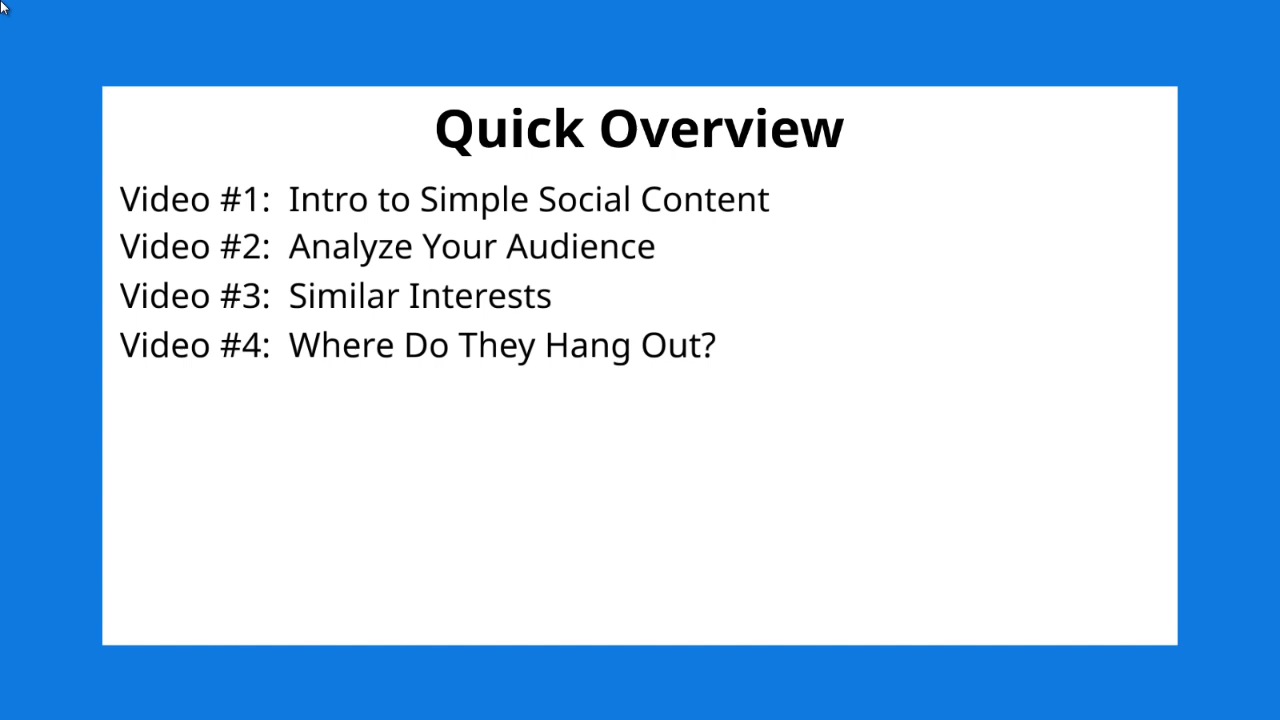 Quick Overview
Video #1: Intro to Simple Social Content
Video #2: Analyze Your Audience
Video #3: Similar Interests
Video #4: Where Do They Hang Out?